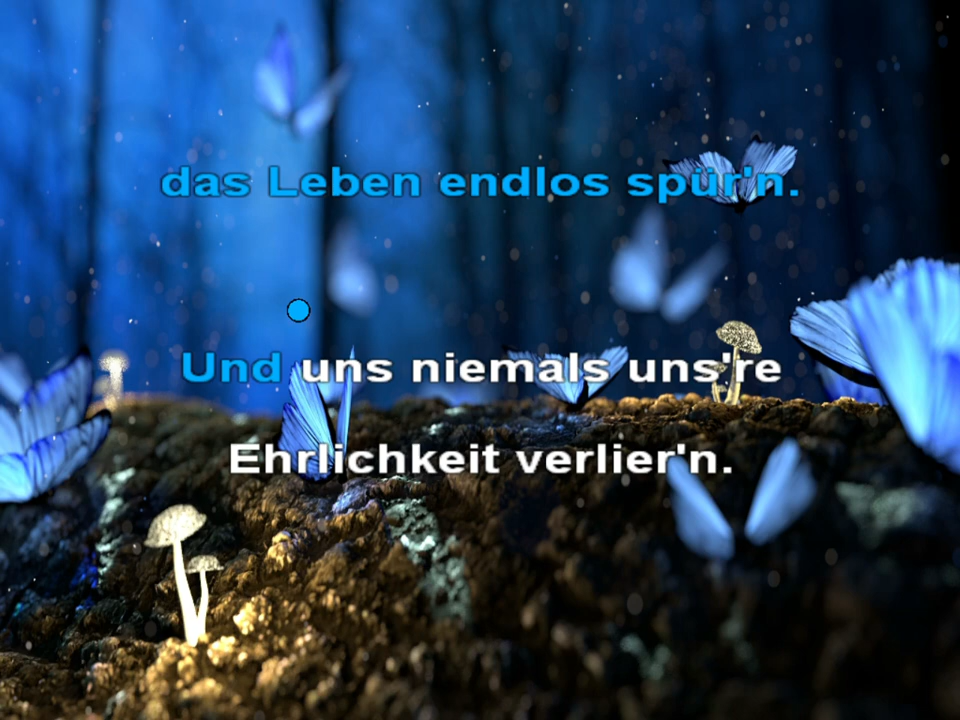 das Leben endlos spür'n.
Und uns niemals uns're
Ehrlichkeit verlier'n.